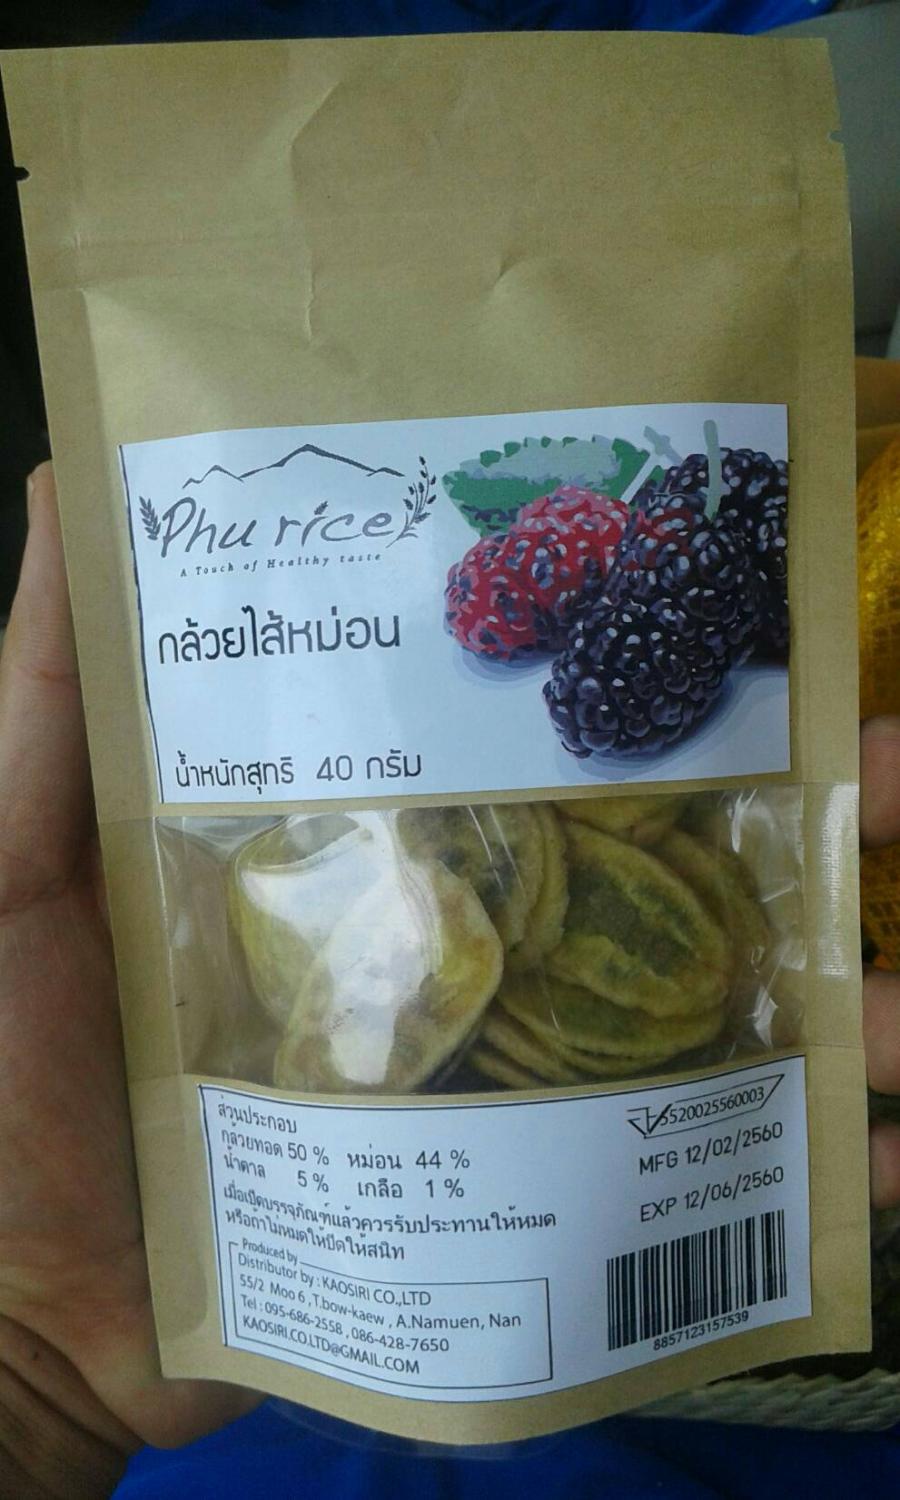 Phu rice
A Touch of Healthy taste
กล้วยไส้หม่อน
น้ำหนักสุทธิ 40 กรัม
ส่วนประกอบ
กล้วยทอด 50 % หม่อน 44 %
น้ำตาล 5 % เกลือ 1 %
เมื่อเปิดบรรจุภัณฑ์แล้วควรรับประทานให้หมด
หรือถ้าไม่หมดให้ปิดให้สนิท
Produced by
Distributor by : KAOSIRI CO.,LTD
55/2 Moo 6 , T.bow-kaew , A.Namuen, Nan
Tel : 095-686-2558 , 086-428-7650
KAOSIRI.CO.LTD@GMAIL.COM
5520025560003
MFG 12/02/2560
EXP 12/06/2560
8857123157539